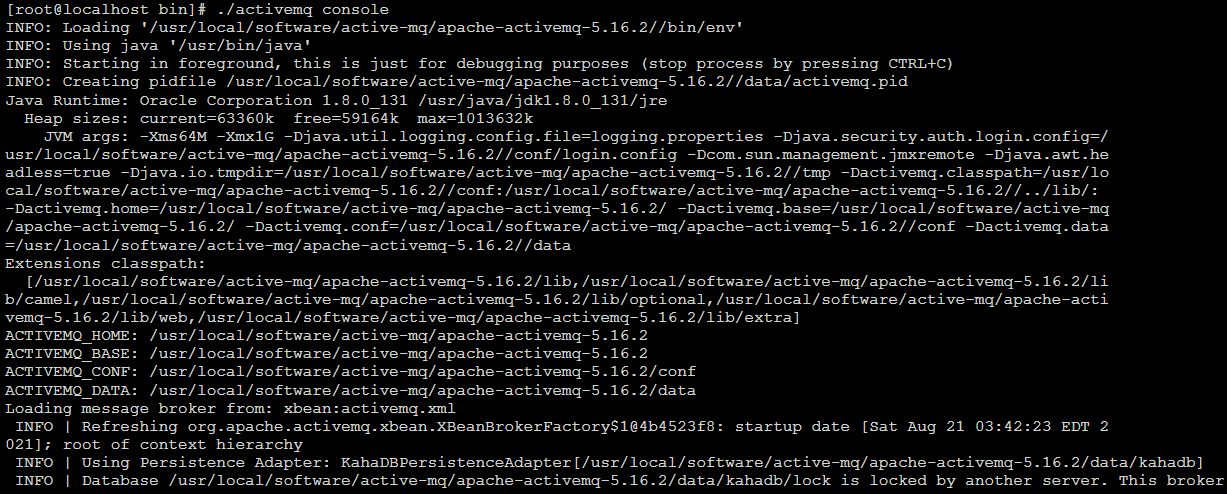 [root@localhost bin]# ./activemq console
INFO: Loading '/usr/local/software/active-mq/apache-activemq-5.16.2//bin/env'
INFO: Using java '/usr/bin/java'
INFO: Starting in foreground, this is just for debugging purposes (stop process by pressing CTRL+C)
INFO: Creating pidfile /usr/local/software/active-mq/apache-activemq-5.16.2//data/activemq.pid
Java Runtime: Oracle Corporation 1.8.0_131 /usr/java/jdk1.8.0_131/jre
  Heap sizes: current=63360k  free=59164k  max=1013632k
    JVM args: -Xms64M -Xmx1G -Djava.util.logging.config.file=logging.properties -Djava.security.auth.login.config=/
usr/local/software/active-mq/apache-activemq-5.16.2//conf/login.config -Dcom.sun.management.jmxremote -Djava.awt.he
adless=true -Djava.io.tmpdir=/usr/local/software/active-mq/apache-activemq-5.16.2//tmp -Dactivemq.classpath=/usr/lo
cal/software/active-mq/apache-activemq-5.16.2//conf:/usr/local/software/active-mq/apache-activemq-5.16.2//../lib/:
-Dactivemq.home=/usr/local/software/active-mq/apache-activemq-5.16.2/ -Dactivemq.base=/usr/local/software/active-mq
/apache-activemq-5.16.2/ -Dactivemq.conf=/usr/local/software/active-mq/apache-activemq-5.16.2//conf -Dactivemq.data
=/usr/local/software/active-mq/apache-activemq-5.16.2//data
Extensions classpath:
  [/usr/local/software/active-mq/apache-activemq-5.16.2/lib,/usr/local/software/active-mq/apache-activemq-5.16.2/li
b/camel,/usr/local/software/active-mq/apache-activemq-5.16.2/lib/optional,/usr/local/software/active-mq/apache-acti
vemq-5.16.2/lib/web,/usr/local/software/active-mq/apache-activemq-5.16.2/lib/extra]
ACTIVEMQ_HOME: /usr/local/software/active-mq/apache-activemq-5.16.2
ACTIVEMQ_BASE: /usr/local/software/active-mq/apache-activemq-5.16.2
ACTIVEMQ_CONF: /usr/local/software/active-mq/apache-activemq-5.16.2/conf
ACTIVEMQ_DATA: /usr/local/software/active-mq/apache-activemq-5.16.2/data
Loading message broker from: xbean:activemq.xml
 INFO | Refreshing org.apache.activemq.xbean.XBeanBrokerFactory$1@4b4523f8: startup date [Sat Aug 21 03:42:23 EDT 2
021]; root of context hierarchy
 INFO | Using Persistence Adapter: KahaDBPersistenceAdapter[/usr/local/software/active-mq/apache-activemq-5.16.2/data/kahadb]
 INFO | Database /usr/local/software/active-mq/apache-activemq-5.16.2/data/kahadb/lock is locked by another server. This broker